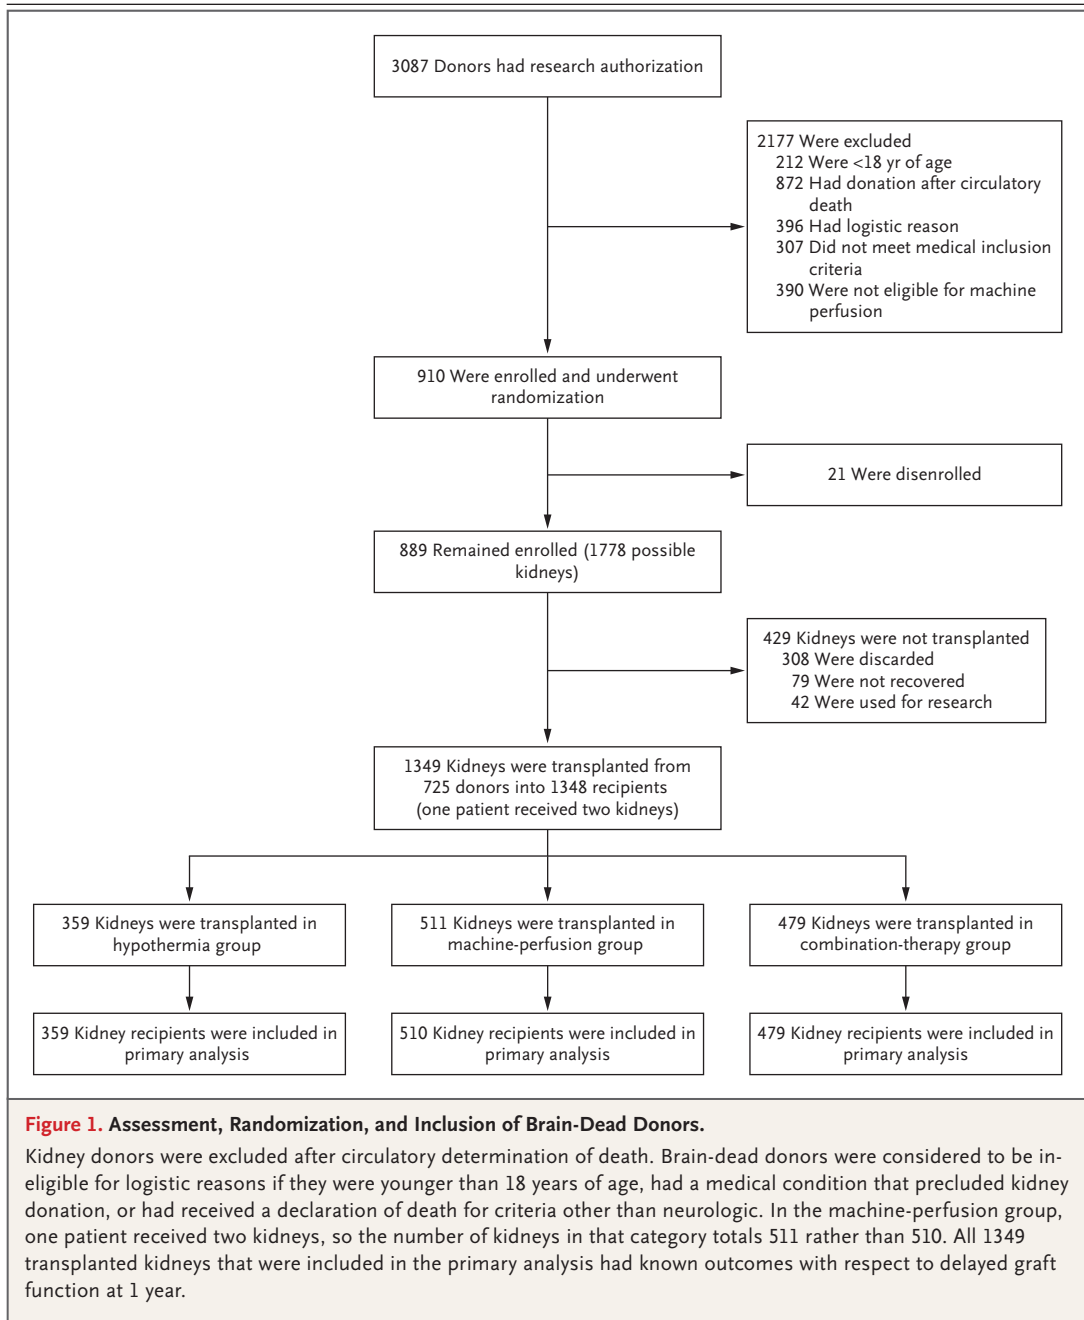 3087 Donors had research authorization
2177 Were excluded
212 Were <18 yr of age
872 Had donation after circulatory
death
396 Had logistic reason
307 Did not meet medical inclusion
criteria
390 Were not eligible for machine
perfusion
910 Were enrolled and underwent
randomization
21 Were disenrolled
889 Remained enrolled (1778 possible
kidneys)
429 Kidneys were not transplanted
308 Were discarded
79 Were not recovered
42 Were used for research
1349 Kidneys were transplanted from
725 donors into 1348 recipients
(one patient received two kidneys)
359 Kidneys were transplanted in
hypothermia group
511 Kidneys were transplanted in
machine-perfusion group
479 Kidneys were transplanted in
combination-therapy group
359 Kidney recipients were included in
primary analysis
510 Kidney recipients were included in
primary analysis
479 Kidney recipients were included in
primary analysis
Figure 1. Assessment, Randomization, and Inclusion of Brain-Dead Donors.
Kidney donors were excluded after circulatory determination of death. Brain-dead donors were considered to be in-
eligible for logistic reasons if they were younger than 18 years of age, had a medical condition that precluded kidney
donation, or had received a declaration of death for criteria other than neurologic. In the machine-perfusion group,
one patient received two kidneys, so the number of kidneys in that category totals 511 rather than 510. All 1349
transplanted kidneys that were included in the primary analysis had known outcomes with respect to delayed graft
function at 1 year.